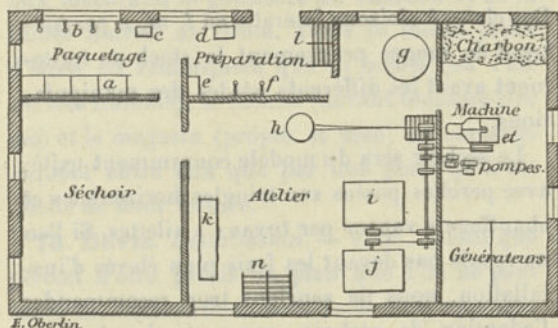 b
c
d
Paquetage
Préparation
g
Charbon
a
e
f
Machine
et
pompes.
h
Séchoir
Atelier
i
k
n
j
Générateurs
E. Oberlin.